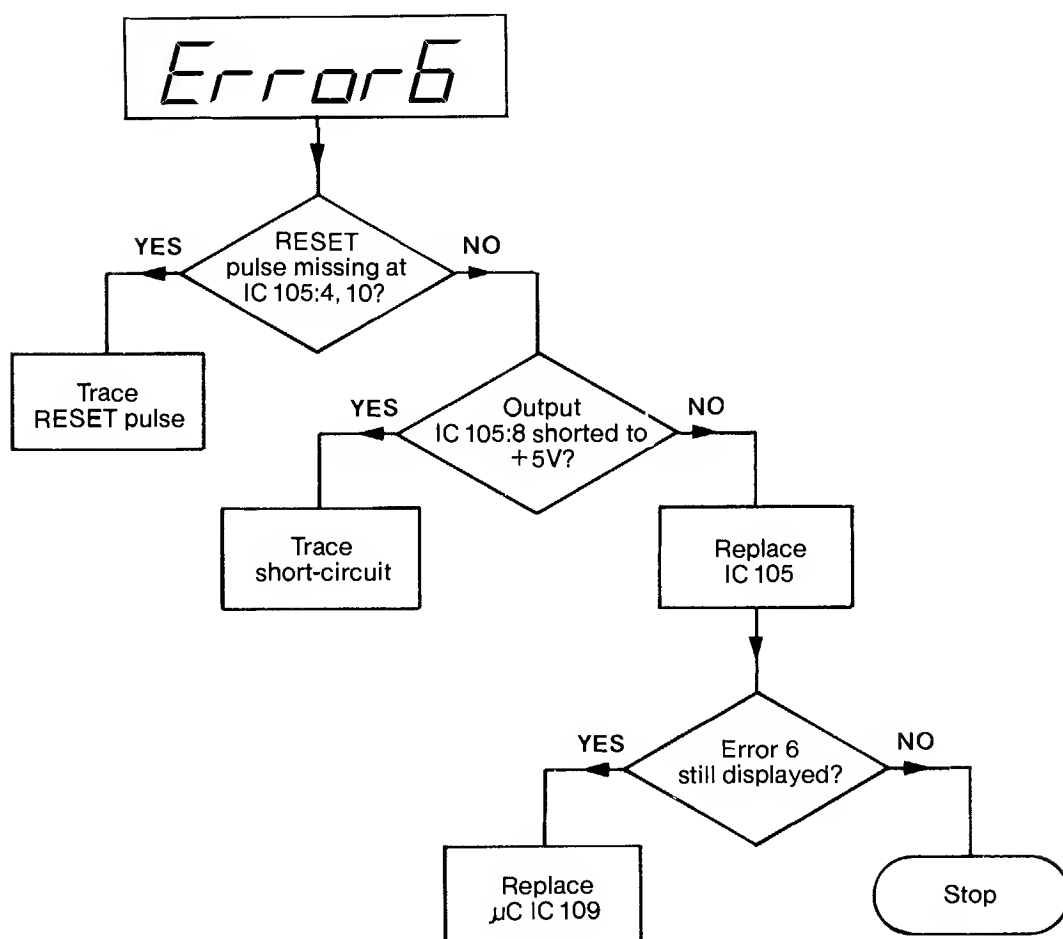 Error6
YES
NO
RESET
pulse missing at
IC 105:4, 10?
Trace
RESET pulse
YES
NO
Output
IC 105:8 shorted to
+5V?
Trace
short-circuit
Replace
IC 105
YES
NO
Error 6
still displayed?
Replace
µC IC 109
Stop